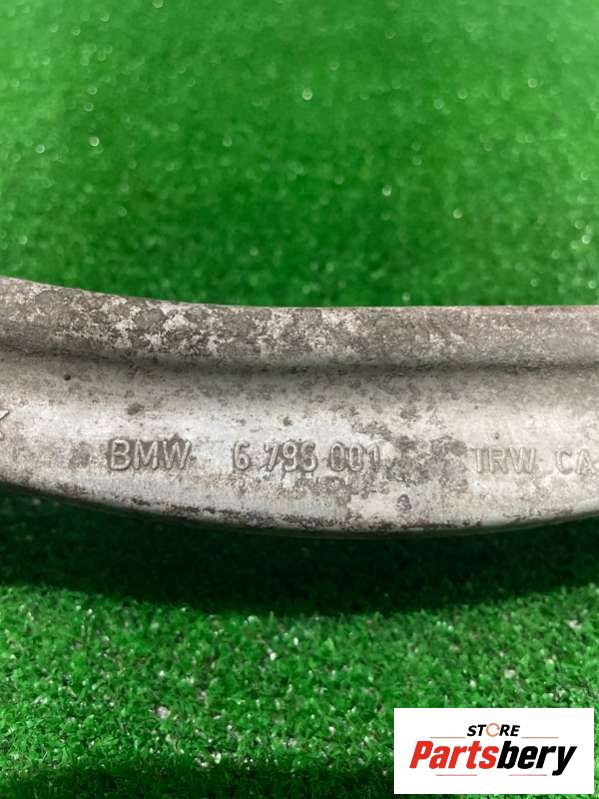 BMW 6 796 001 TRW CA
STORE
Partsbery